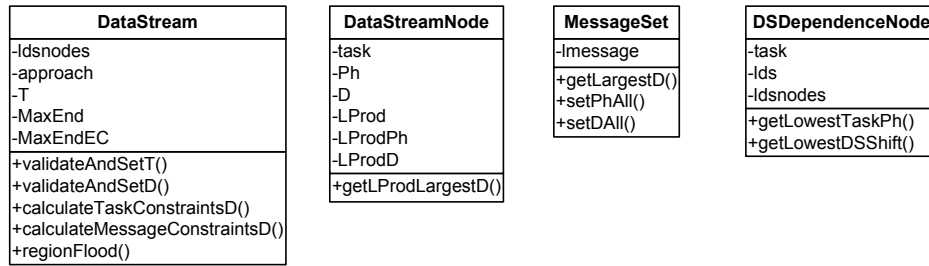 DataStream
-ldsnodes
-approach
-T
-MaxEnd
-MaxEndEC
+validateAndSetT()
+validateAndSetD()
+calculateTaskConstraintsD()
+calculateMessageConstraintsD()
+regionFlood()
DataStreamNode
-task
-Ph
-D
-LProd
-LProdPh
-LProdD
+getLProdLargestD()
MessageSet
-lmessage
+getLargestD()
+setPhAll()
+setDAll()
DSDependenceNode
-task
-lds
-ldsnodes
+getLowestTaskPh()
+getLowestDSShift()